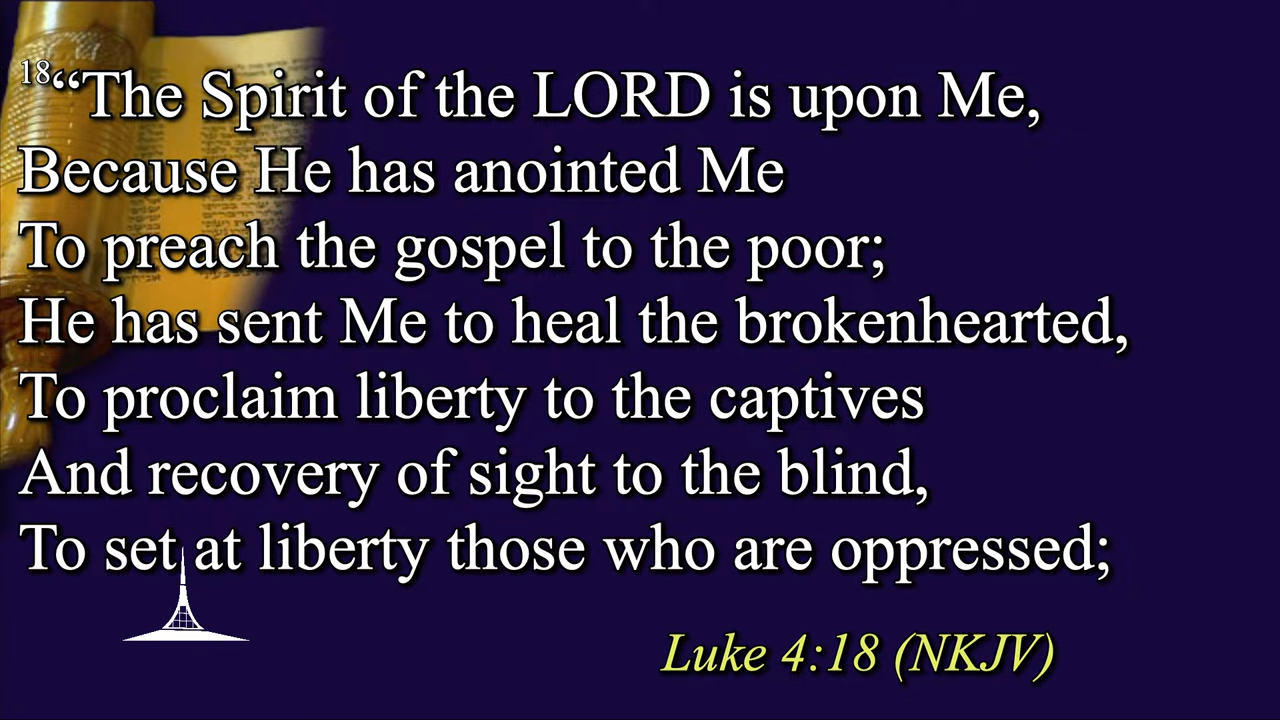 18“The Spirit of the LORD is upon Me,
Because He has anointed Me
To preach the gospel to the poor;
He has sent Me to heal the brokenhearted,
To proclaim liberty to the captives
And recovery of sight to the blind,
To set at liberty those who are oppressed;
Luke 4:18 (NKJV)